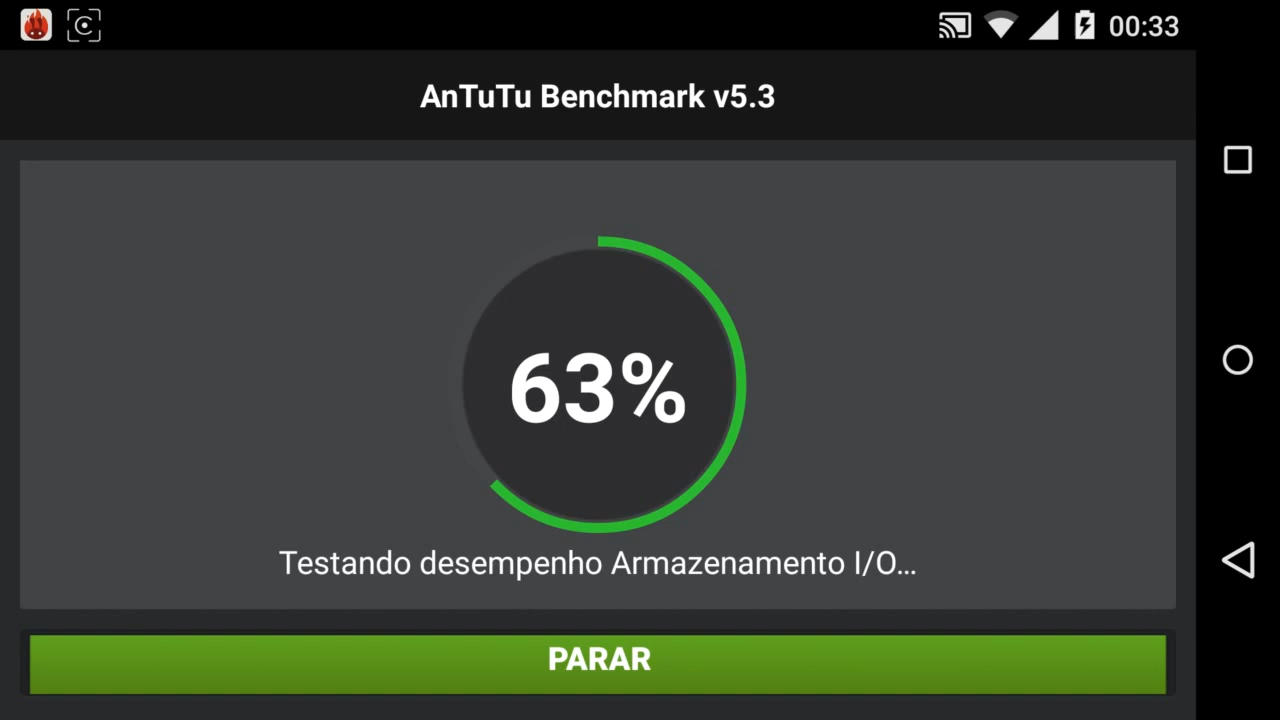 00:33
AnTuTu Benchmark v5.3
63%
Testando desempenho Armazenamento I/O...
PARAR